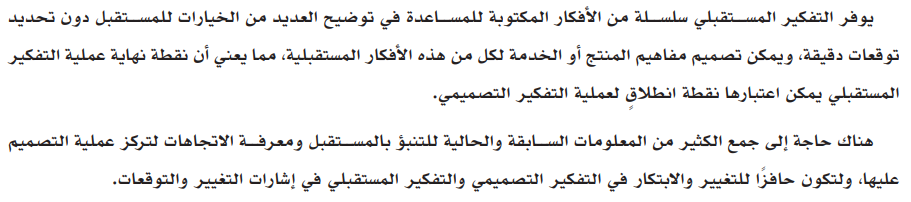 يوفر التفكير المستقبلي سلسلة من الأفكار المكتوبة للمساعدة في توضيح العديد من الخيارات للمستقبل دون تحديد
توقعات دقيقة، ويمكن تصميم مفاهيم المنتج أو الخدمة لكل من هذه الأفكار المستقبلية، مما يعني أن نقطة نهاية عملية التفكير
المستقبلي يمكن اعتبارها نقطة انطلاقٍ لعملية التفكير التصميمي.
هناك حاجة إلى جمع الكثير من المعلومات السابقة والحالية للتنبؤ بالمستقبل ومعرفة الاتجاهات لتركز عملية التصميم
عليها، ولتكون حافزًا للتغيير والابتكار في التفكير التصميمي والتفكير المستقبلي في إشارات التغيير والتوقعات.